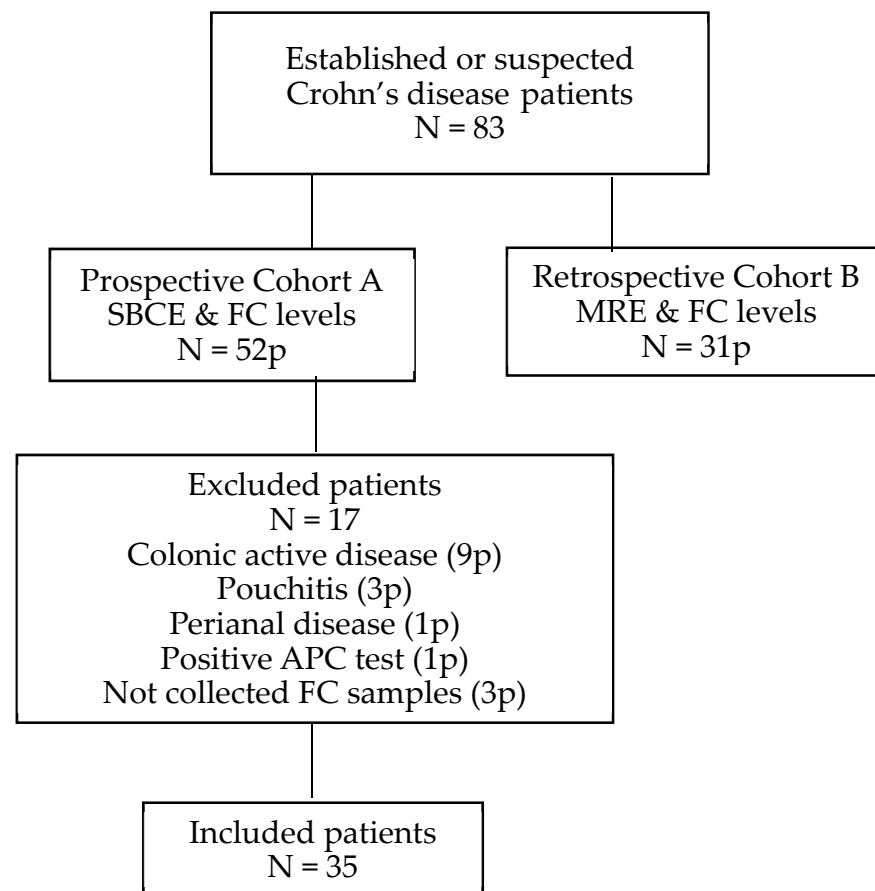 Established or suspected
Crohn’s disease patients
N = 83
Prospective Cohort A
SBCE & FC levels
N = 52p
Retrospective Cohort B
MRE & FC levels
N = 31p
Excluded patients
N = 17
Colonic active disease (9p)
Pouchitis (3p)
Perianal disease (1p)
Positive APC test (1p)
Not collected FC samples (3p)
Included patients
N = 35